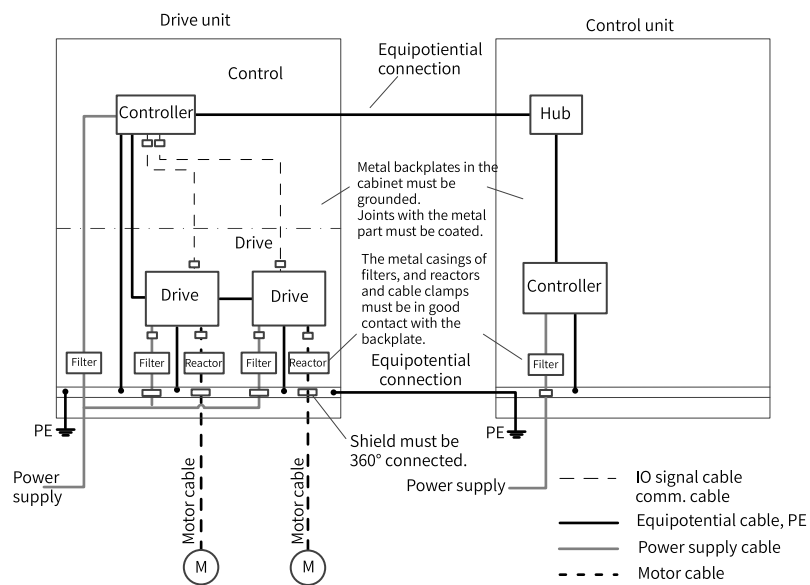 Drive unit
Control unit
Equipotiential
connection
Control
Controller
Hub
Metal backplates in the
cabinet must be
grounded.
Joints with the metal
part must be coated.
Drive
The metal casings of
filters, and reactors
and cable clamps
must be in good
contact with the
backplate.
Drive
Drive
Controller
Filter
Filter
Reactor
Filter
Reactor
Filter
Equipotential
connection
PE
PE
Shield must be
360° connected.
Power
supply
Power supply
Motor cable
Motor cable
M
M
IO signal cable
comm. cable
Equipotential cable, PE
Power supply cable
Motor cable